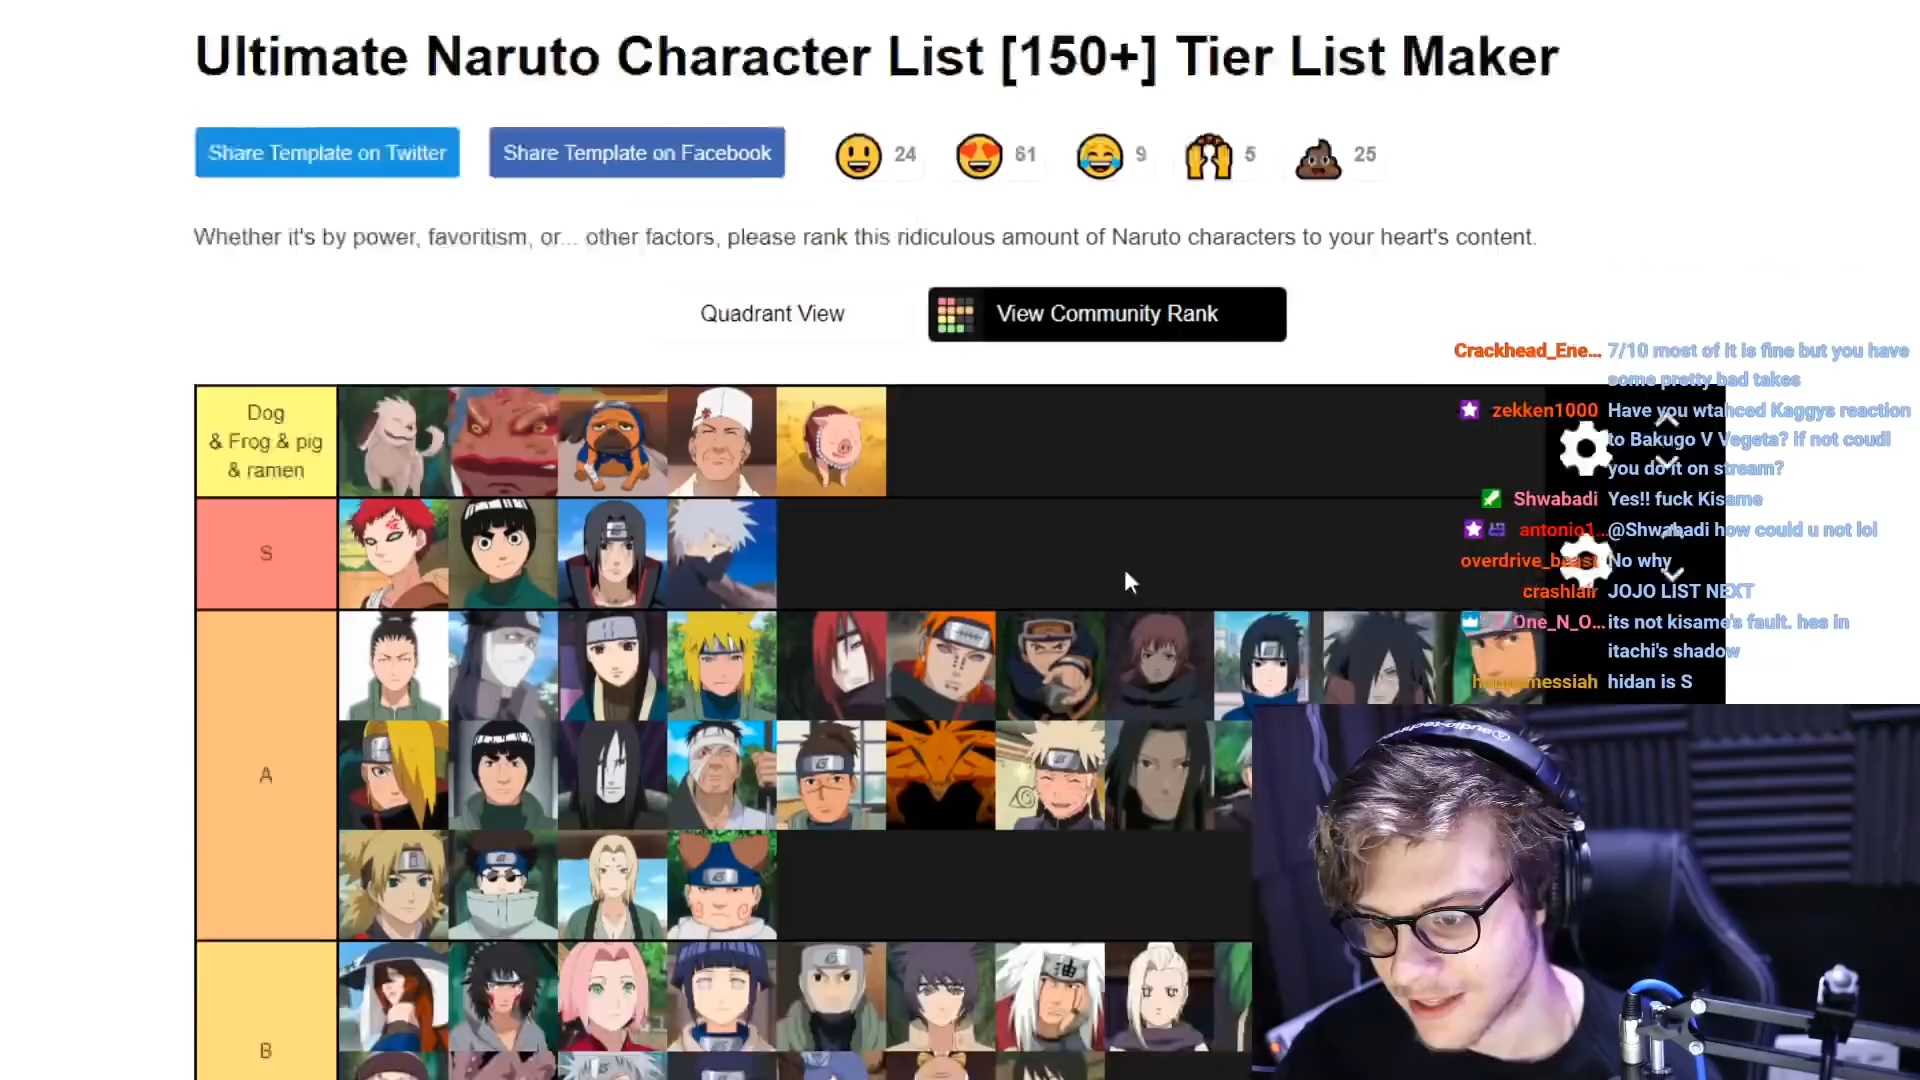 Ultimate Naruto Character List [150+] Tier List Maker
Share Template on Twitter
Share Template on Facebook
24
61
9
5
25
Whether it's by power, favoritism, or... other factors, please rank this ridiculous amount of Naruto characters to your heart's content.
Quadrant View
View Community Rank
Dog
& Frog & pig
& ramen
S
A
B
Crackhead_Ene... 7/10 most of it is fine but you have
some pretty bad takes
zekken1000 Have you wtahced Kaggys reaction
to Bakugo V Vegeta? if not coudl
you do it on stream?
Shwabadi Yes!! fuck Kisame
antonio1... @Shwabadi how could u not lol
overdrive_beast No why
crashlair JOJO LIST NEXT
One_N_O... its not kisame's fault. hes in
itachi's shadow
messiah hidan is S
audio-technica